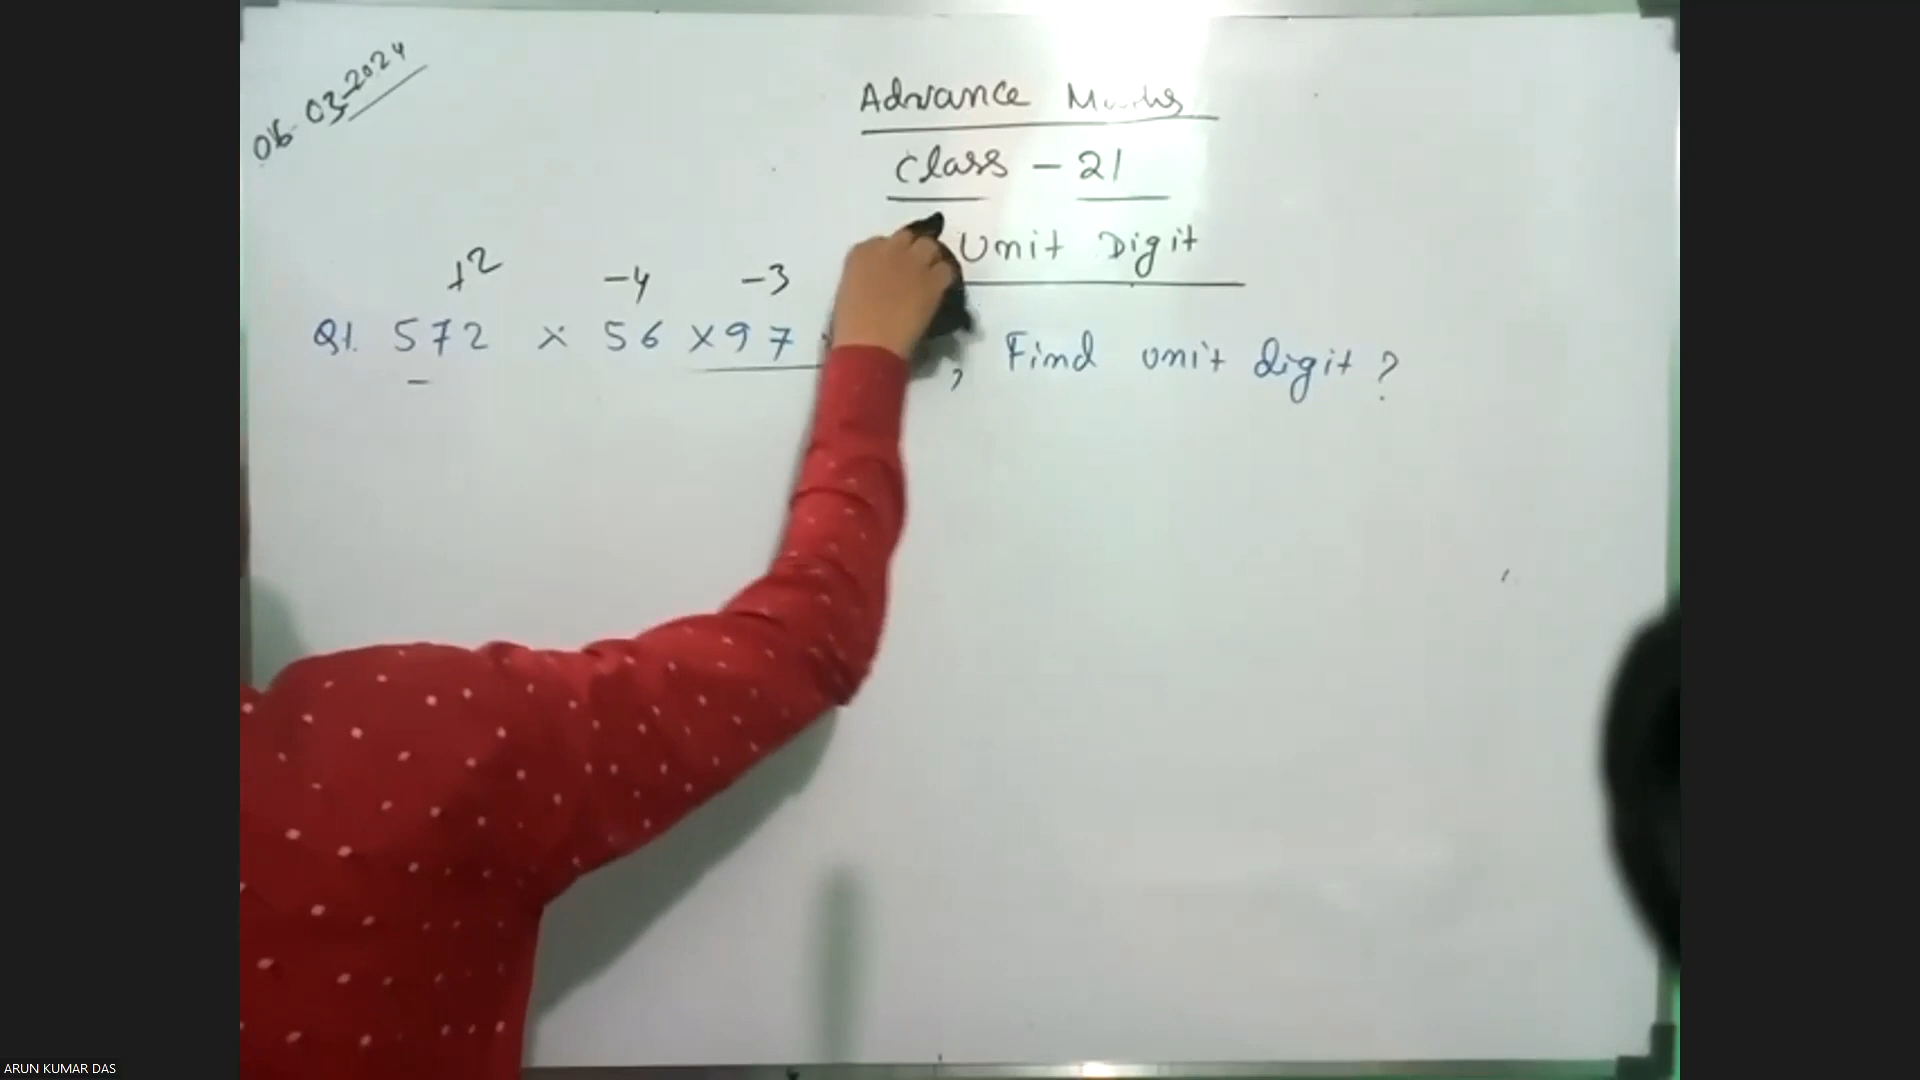 06-03-2024
Advance Maths
Class - 21
Unit Digit
+2 -4 -3
Q1. 572 × 56 × 97 , Find unit digit ?
ARUN KUMAR DAS